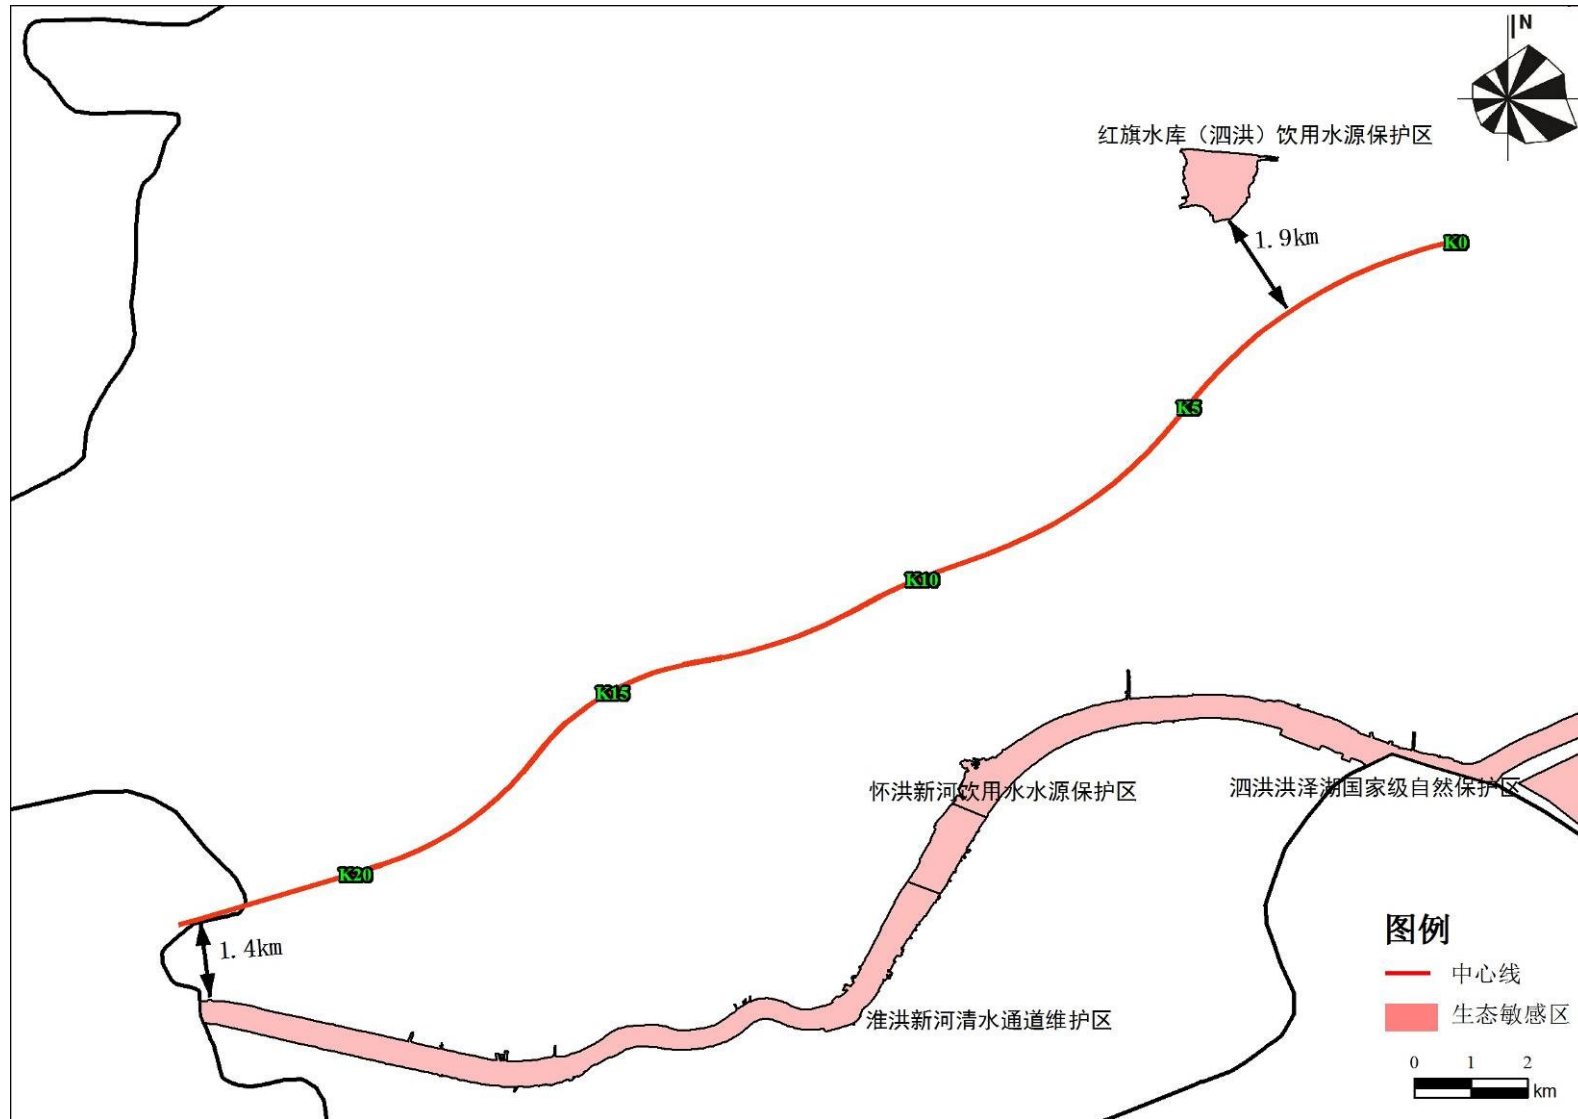 N
红旗水库（泗洪）饮用水源保护区
1.9km
K0
K5
K10
K15
怀洪新河饮用水水源保护区
泗洪洪泽湖国家级自然保护区
K20
1.4km
淮洪新河清水通道维护区
图例
中心线
生态敏感区
0 1 2
km